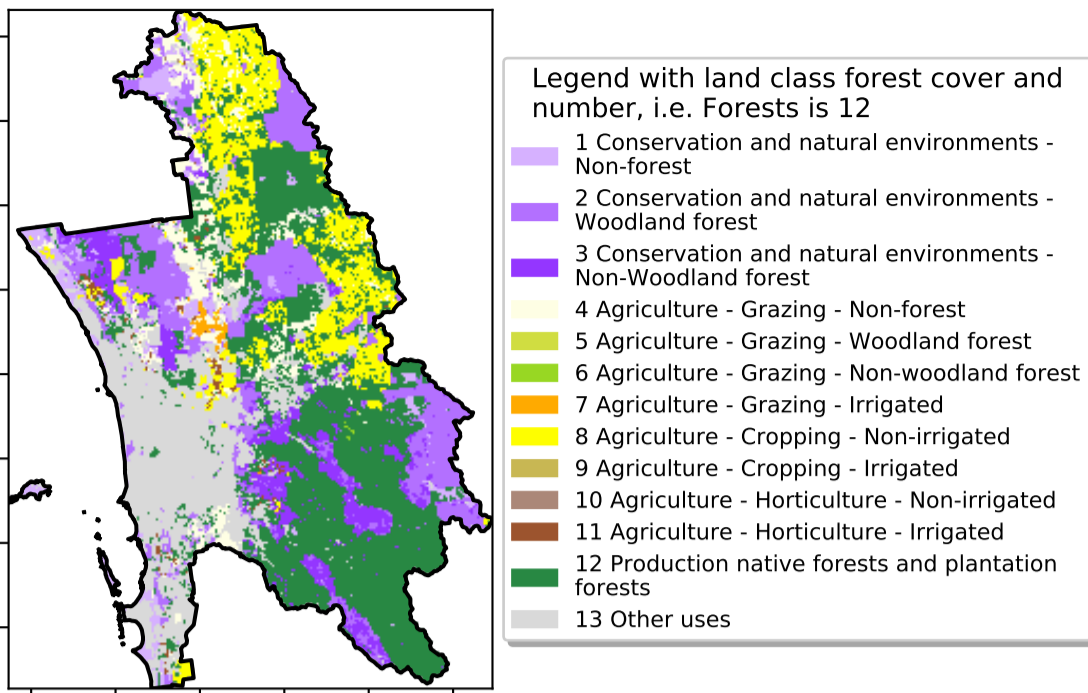 Legend with land class forest cover and
number, i.e. Forests is 12
1 Conservation and natural environments -
Non-forest
2 Conservation and natural environments -
Woodland forest
3 Conservation and natural environments -
Non-Woodland forest
4 Agriculture - Grazing - Non-forest
5 Agriculture - Grazing - Woodland forest
6 Agriculture - Grazing - Non-woodland forest
7 Agriculture - Grazing - Irrigated
8 Agriculture - Cropping - Non-irrigated
9 Agriculture - Cropping - Irrigated
10 Agriculture - Horticulture - Non-irrigated
11 Agriculture - Horticulture - Irrigated
12 Production native forests and plantation
forests
13 Other uses